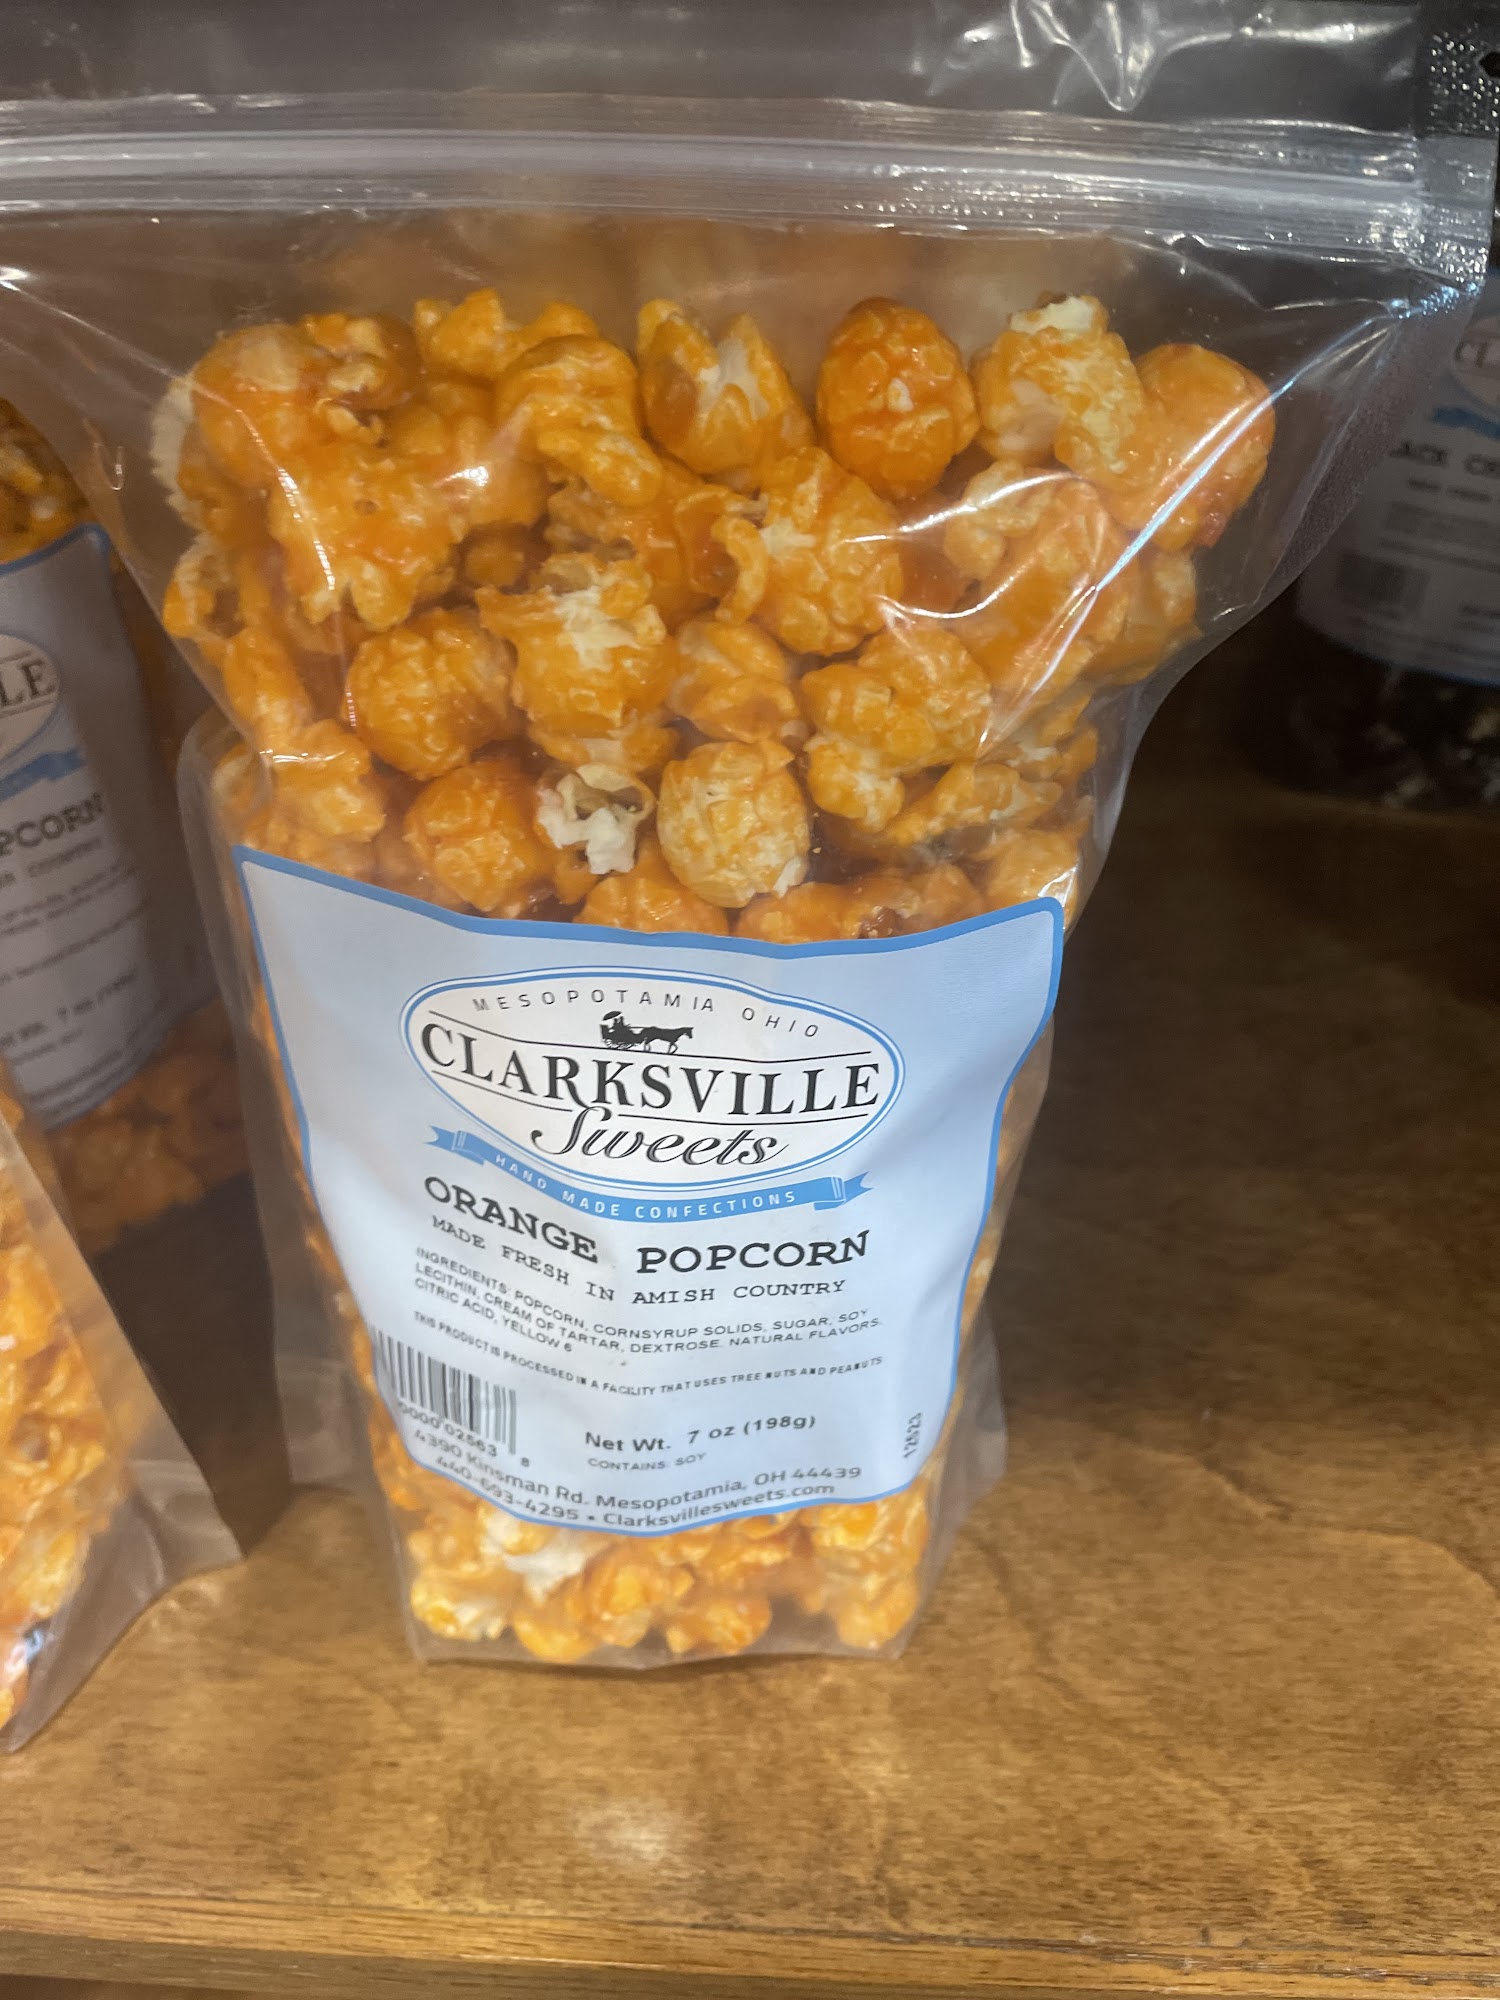 MESOPOTAMIA OHIO
CLARKSVILLE
Sweets
HAND MADE CONFECTIONS
ORANGE POPCORN
MADE FRESH IN AMISH COUNTRY
INGREDIENTS: POPCORN, CORNSYRUP SOLIDS, SUGAR, SOY
LECITHIN, CREAM OF TARTAR, DEXTROSE. NATURAL FLAVORS.
CITRIC ACID, YELLOW 6
THIS PRODUCT IS PROCESSED IN A FACILITY THAT USES TREE NUTS AND PEANUTS
Net Wt. 7 oz (198g)
CONTAINS: SOY
12523
4390 Kinsman Rd. Mesopotamia, OH 44439
440-693-4295 • Clarksvillesweets.com
LE
PCORN